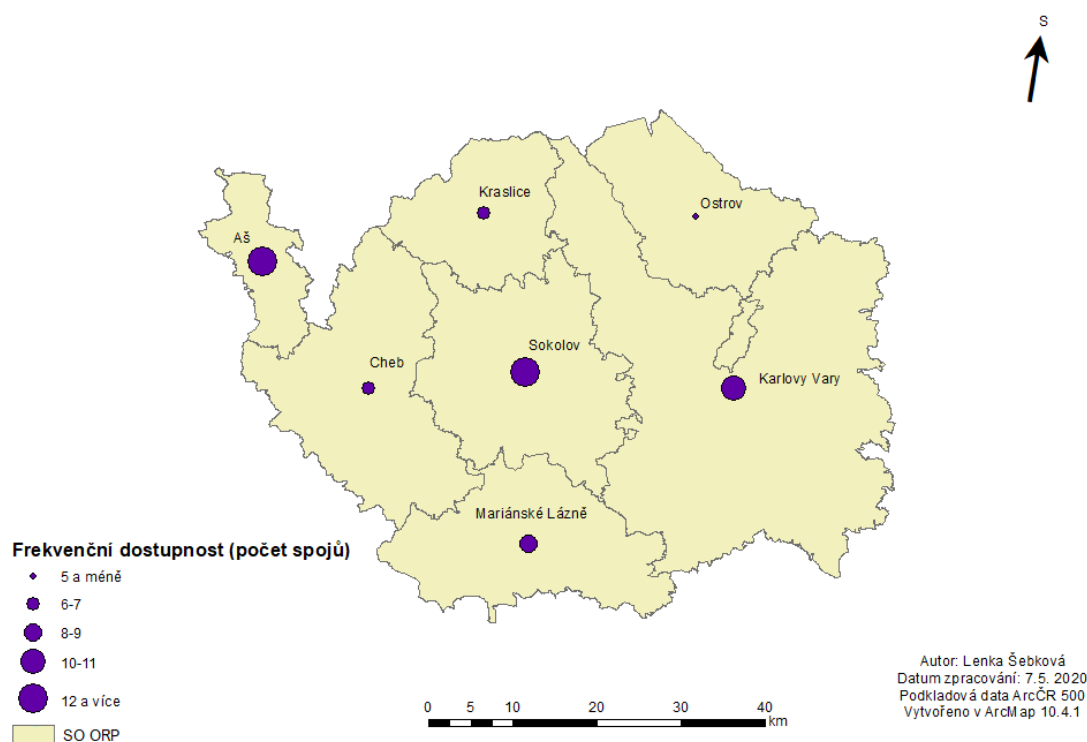 S
Kraslice
Ostrov
Aš
Sokolov
Cheb
Karlovy Vary
Mariánské Lázně
Frekvenční dostupnost (počet spojů)
5 a méně
6-7
8-9
10-11
12 a více
SO ORP
0 5 10 20 30 40
km
Autor: Lenka Šebková
Datum zpracování: 7.5. 2020
Podkladová data ArcČR 500
Vytvořeno v ArcMap 10.4.1